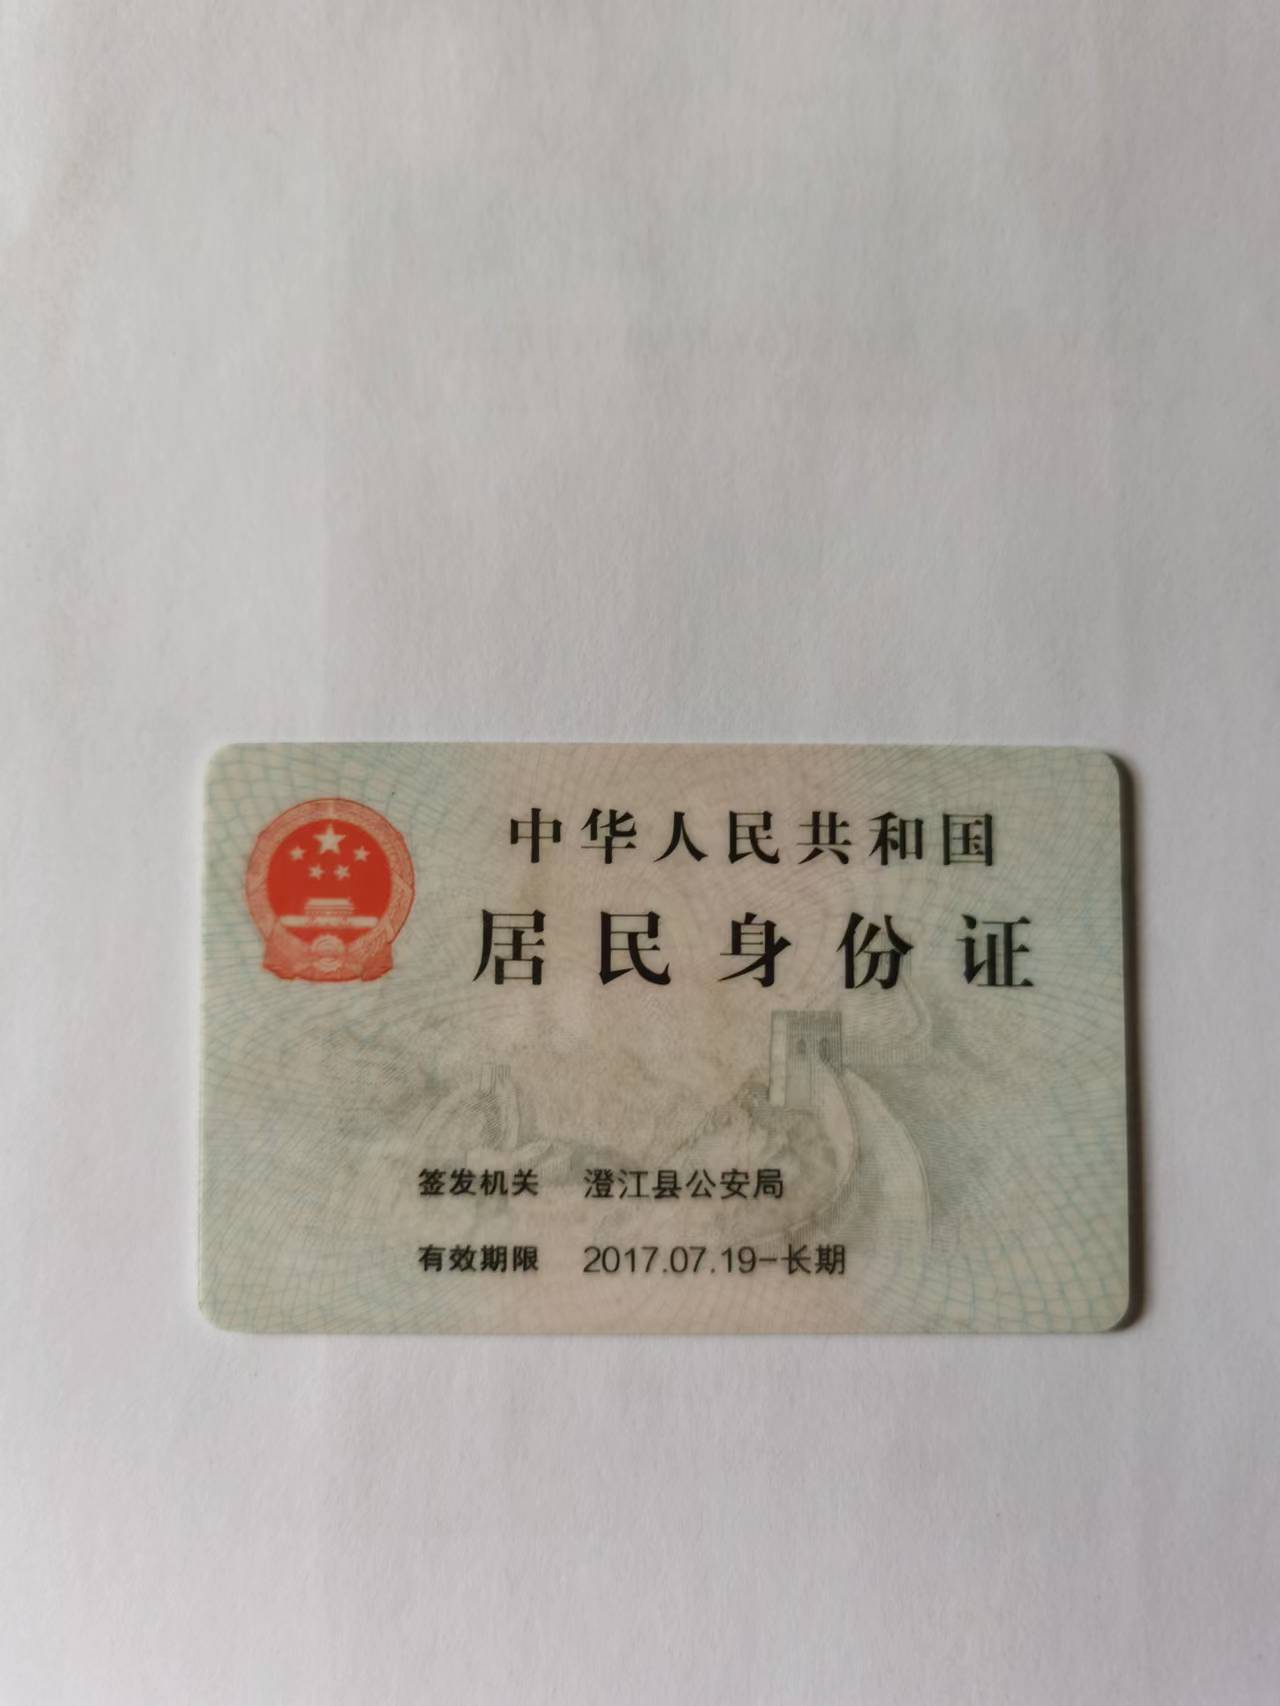 中华人民共和国
居民身份证
签发机关 澄江县公安局
有效期限 2017.07.19-长期